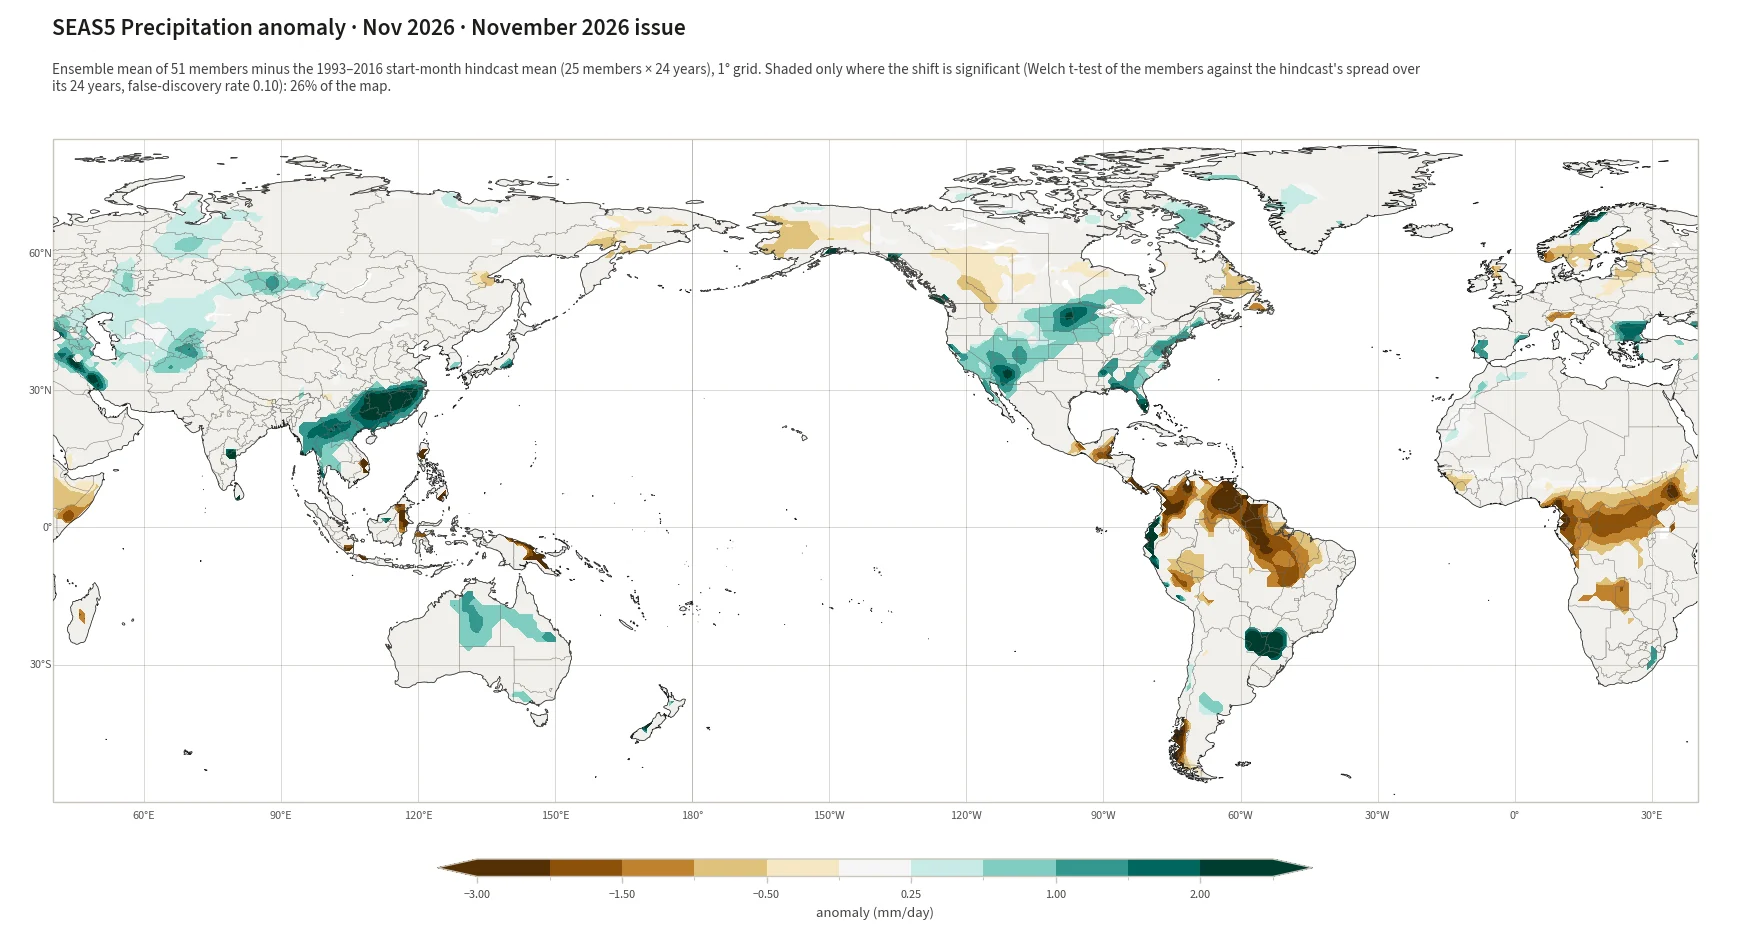 SEAS5 Precipitation anomaly · Nov 2026 · November 2026 issue
Ensemble mean of 51 members minus the 1993–2016 start-month hindcast mean (25 members × 24 years), 1° grid. Shaded only where the shift is significant (Welch t-test of the members against the hindcast's spread over
its 24 years, false-discovery rate 0.10): 26% of the map.
60°N
30°N
0°
30°S
60°E 90°E 120°E 150°E 180° 150°W 120°W 90°W 60°W 30°W 0° 30°E
−3.00 −1.50 −0.50 0.25 1.00 2.00
anomaly (mm/day)